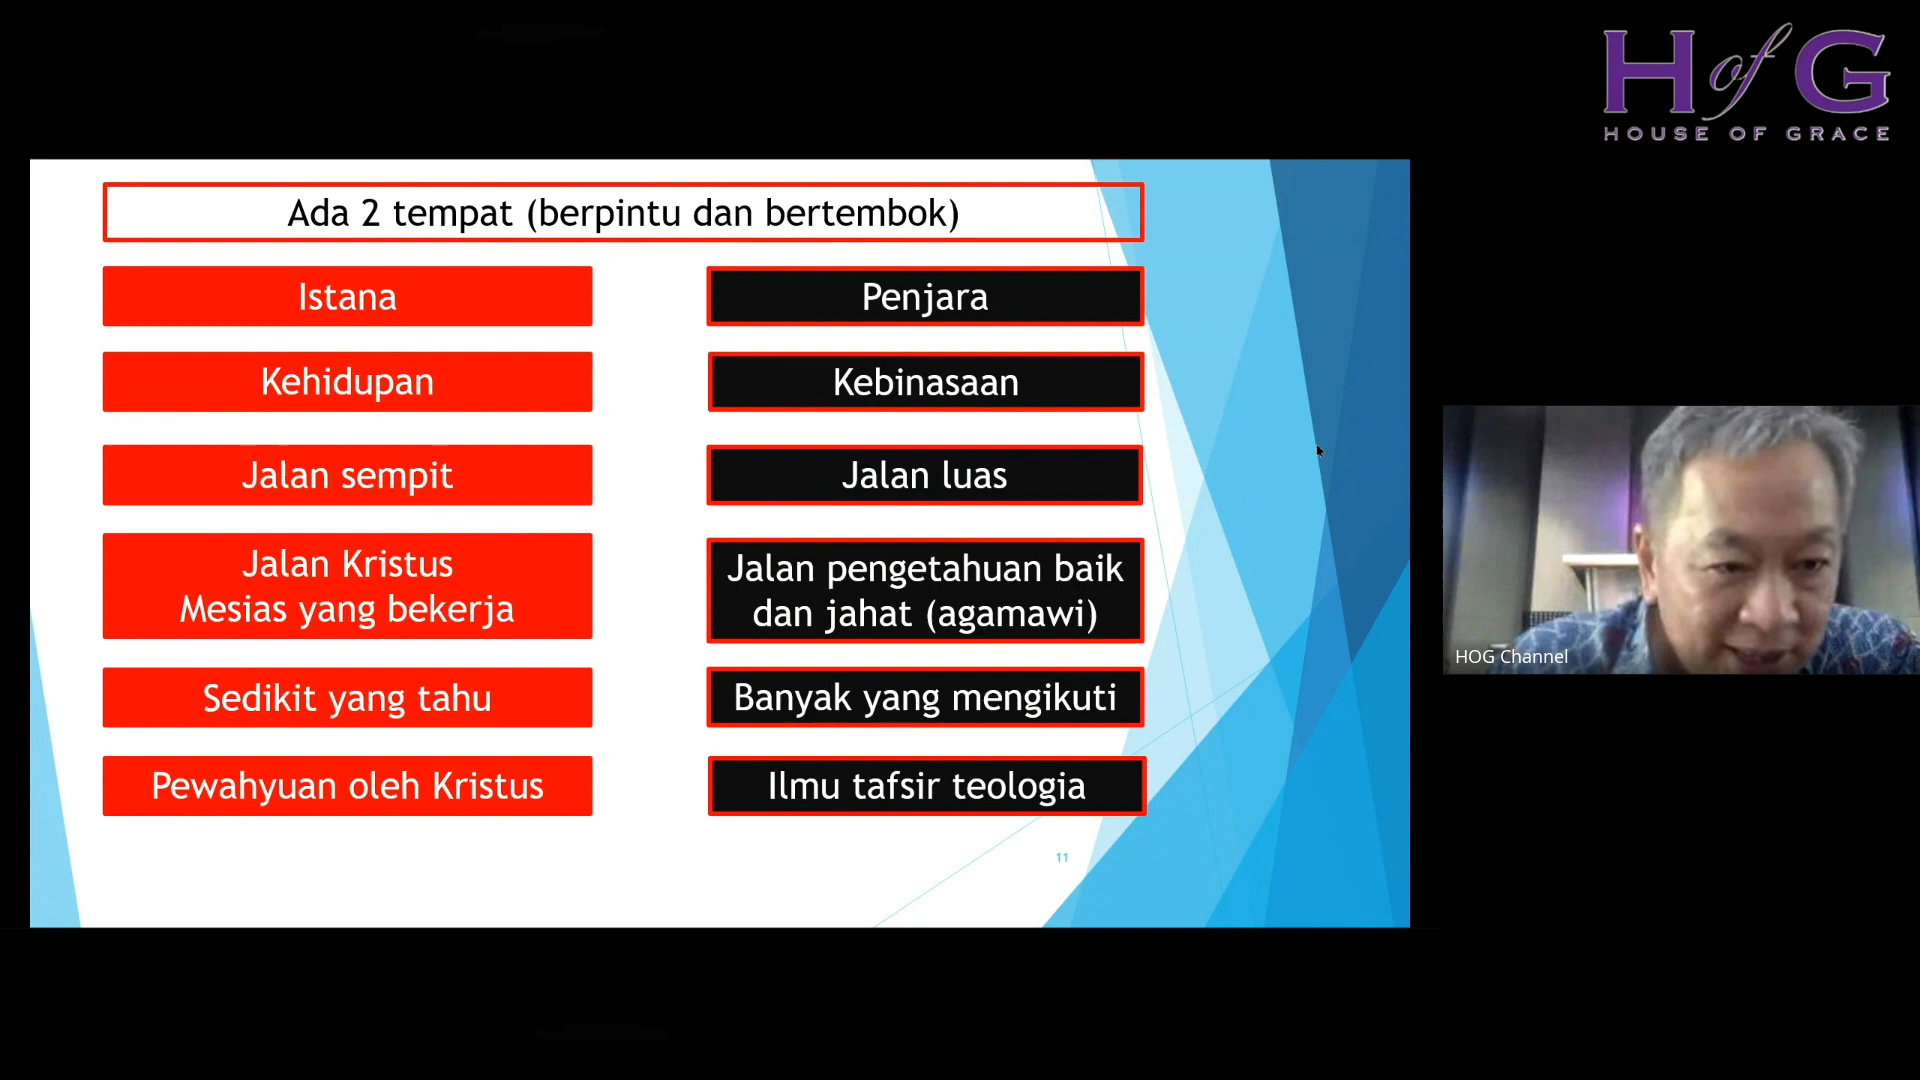 H of G
HOUSE OF GRACE
Ada 2 tempat (berpintu dan bertembok)
Istana
Penjara
Kehidupan
Kebinasaan
Jalan sempit
Jalan luas
Jalan Kristus
Mesias yang bekerja
Jalan pengetahuan baik
dan jahat (agamawi)
Sedikit yang tahu
Banyak yang mengikuti
Pewahyuan oleh Kristus
Ilmu tafsir teologia
11
HOG Channel